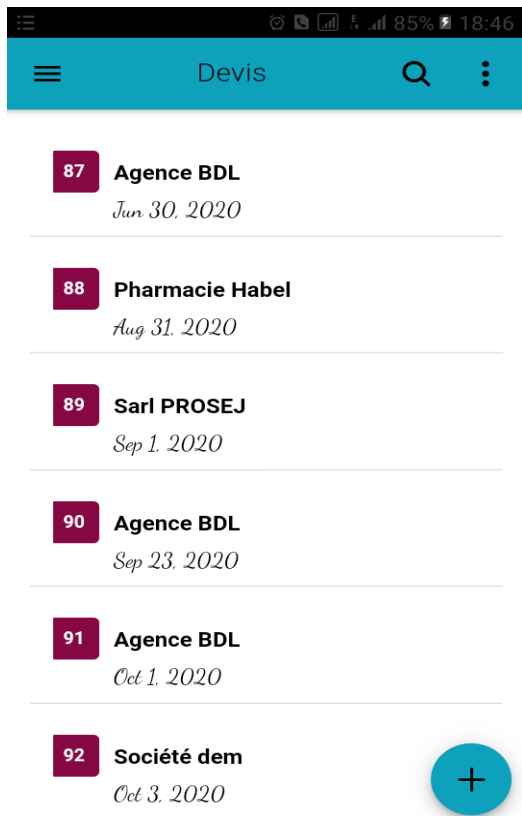 85% 18:46
Devis
87 Agence BDL
Jun 30, 2020
88 Pharmacie Habel
Aug 31, 2020
89 Sarl PROSEJ
Sep 1, 2020
90 Agence BDL
Sep 23, 2020
91 Agence BDL
Oct 1, 2020
92 Société dem
Oct 3, 2020